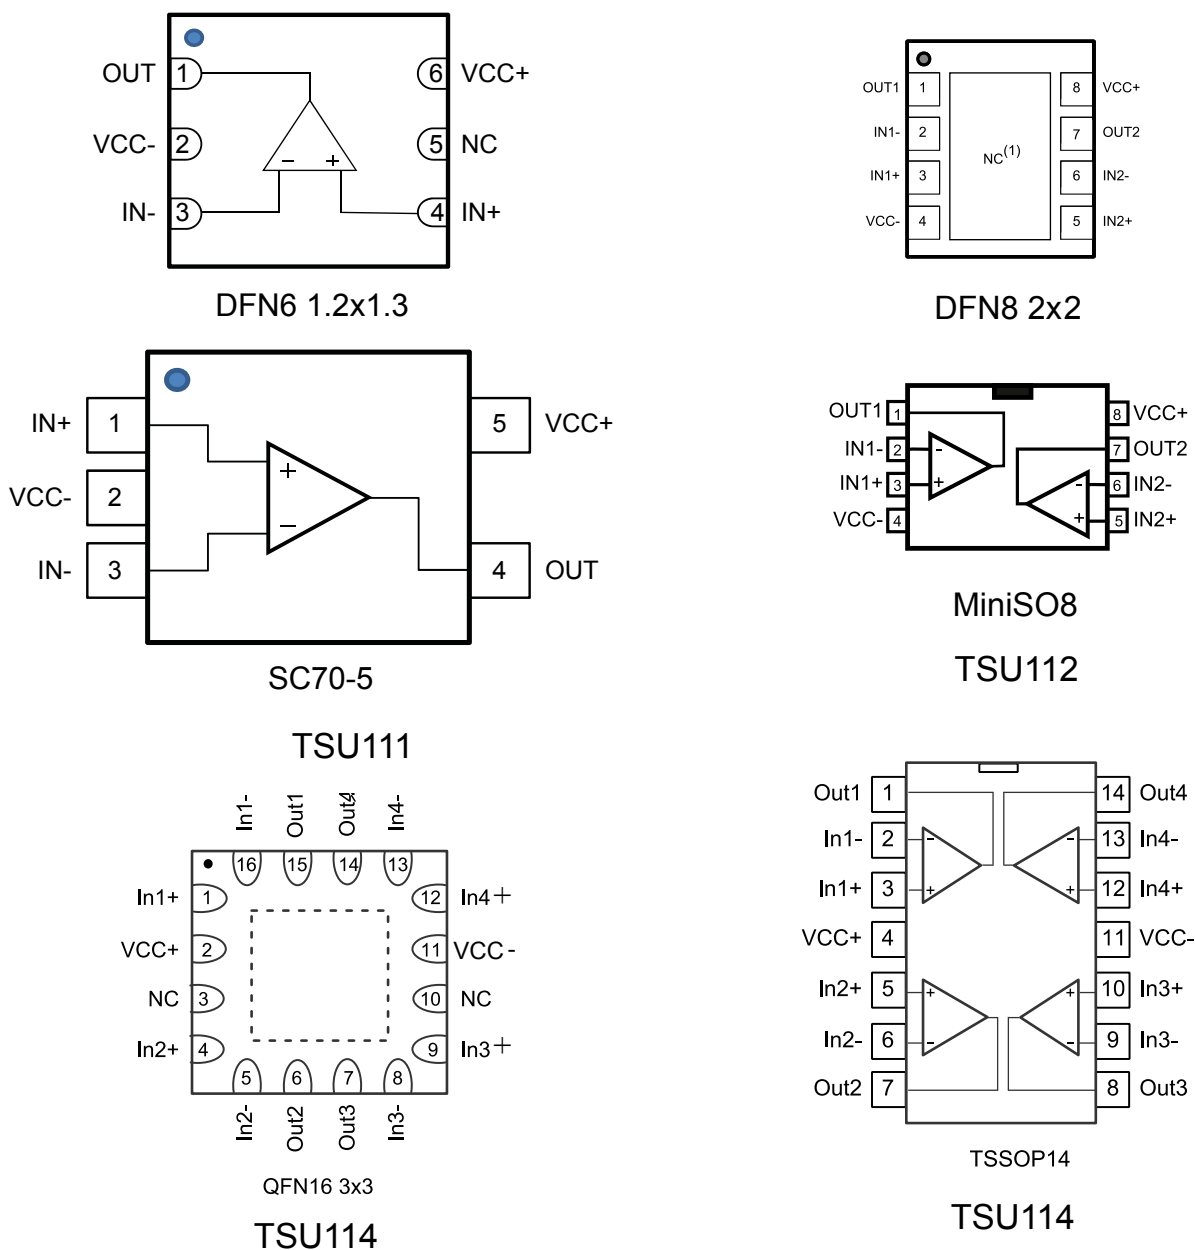 OUT 1 6 VCC+
VCC- 2 5 NC
− +
IN- 3 4 IN+
DFN6 1.2x1.3
OUT1 1 8 VCC+
IN1- 2 7 OUT2
NC(1)
IN1+ 3 6 IN2-
VCC- 4 5 IN2+
DFN8 2x2
IN+ 1 5 VCC+
+
VCC- 2
−
IN- 3 4 OUT
SC70-5
TSU111
OUT1 1 8 VCC+
IN1- 2 - 7 OUT2
IN1+ 3 + - 6 IN2-
VCC- 4 + 5 IN2+
MiniSO8
TSU112
In1- Out1 Out4 In4-
16 15 14 13
In1+ 1 12 In4+
VCC+ 2 11 VCC-
NC 3 10 NC
In2+ 4 9 In3+
5 6 7 8
In2- Out2 Out3 In3-
QFN16 3x3
TSU114
Out1 1 14 Out4
In1- 2 - - 13 In4-
In1+ 3 + + 12 In4+
VCC+ 4 11 VCC-
In2+ 5 + + 10 In3+
In2- 6 - - 9 In3-
Out2 7 8 Out3
TSSOP14
TSU114